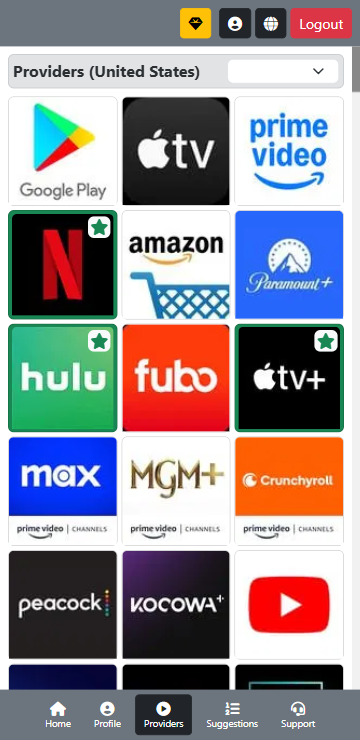 Logout
Providers (United States)
Google Play
tv
prime
video
N
amazon
Paramount+
hulu
fubo
tv+
max
prime video | CHANNELS
MGM+
prime video | CHANNELS
Crunchyroll
prime video | CHANNELS
peacock
KOCOWA+
Home
Profile
Providers
Suggestions
Support